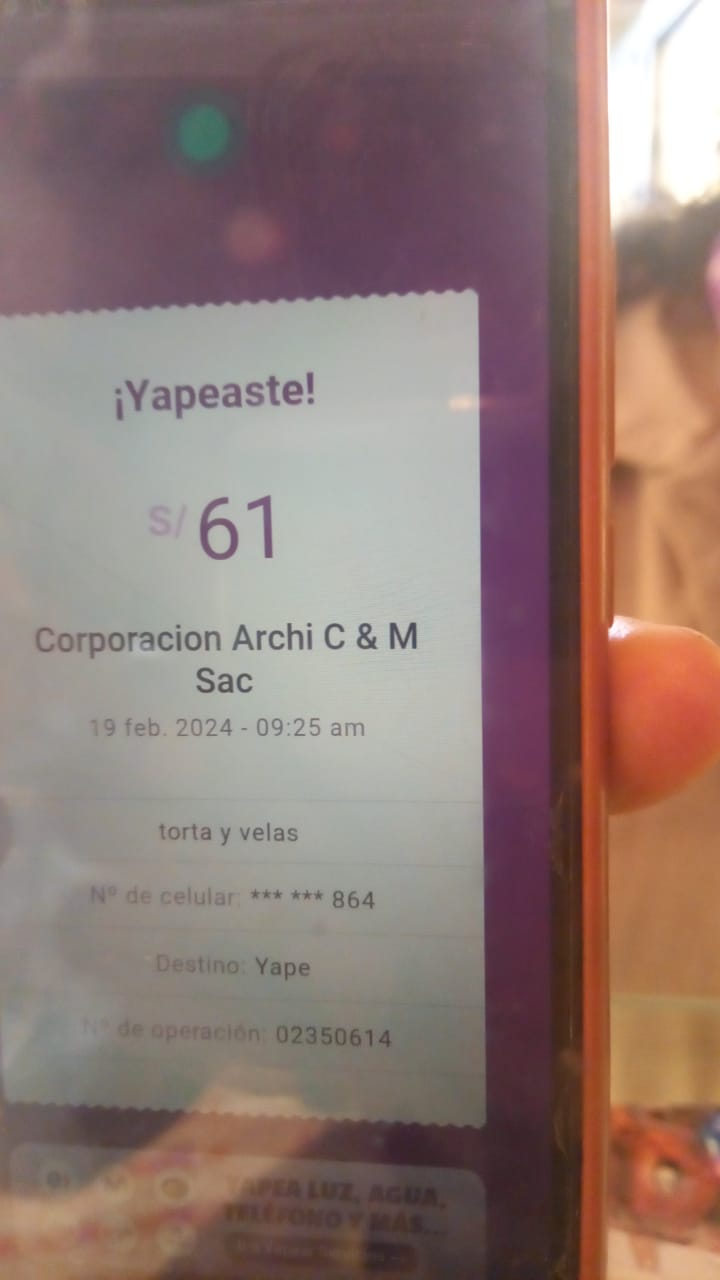 ¡Yapeaste!
S/ 61
Corporacion Archi C & M
Sac
19 feb. 2024 - 09:25 am
torta y velas
Nº de celular: *** *** 864
Destino: Yape
Nº de operación: 02350614
YAPEA LUZ, AGUA,
TELÉFONO Y MÁS...